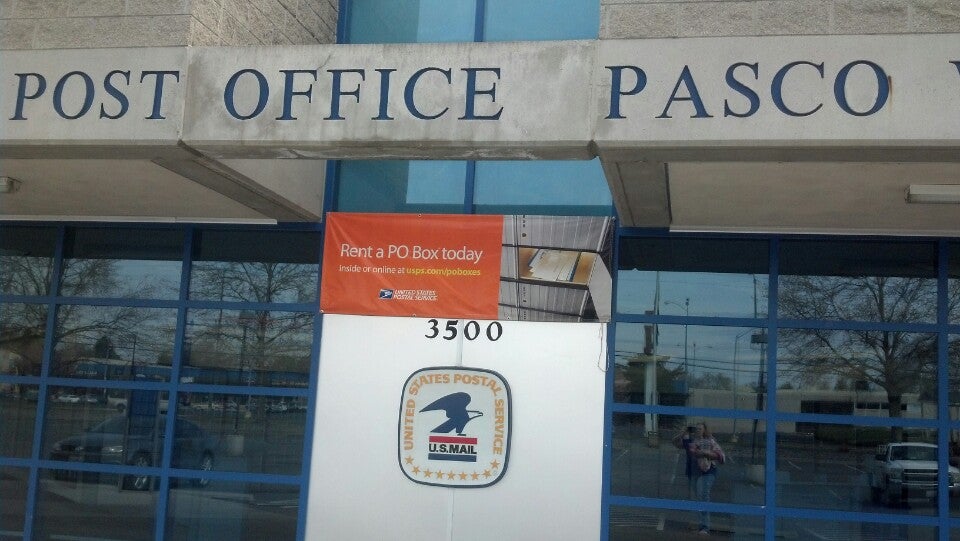 POST OFFICE PASCO
Rent a PO Box today
Inside or online at usps.com/poboxes
UNITED STATES
POSTAL SERVICE
3500
UNITED STATES POSTAL SERVICE
U.S. MAIL